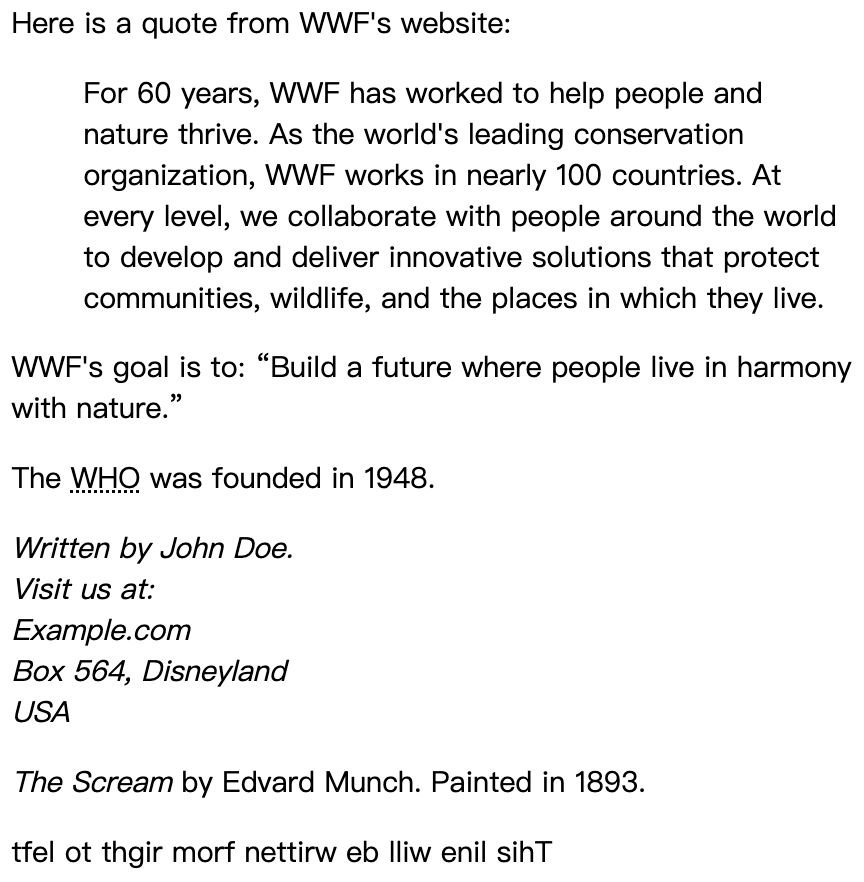 Here is a quote from WWF's website:
For 60 years, WWF has worked to help people and
nature thrive. As the world's leading conservation
organization, WWF works in nearly 100 countries. At
every level, we collaborate with people around the world
to develop and deliver innovative solutions that protect
communities, wildlife, and the places in which they live.
WWF's goal is to: “Build a future where people live in harmony
with nature.”
The WHO was founded in 1948.
Written by John Doe.
Visit us at:
Example.com
Box 564, Disneyland
USA
The Scream by Edvard Munch. Painted in 1893.
tfel ot thgir morf nettirw eb lliw enil sihT